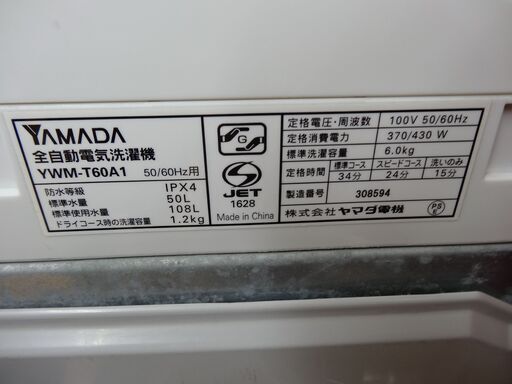 YAMADA
全自動電気洗濯機
YWM-T60A1 50/60Hz用
防水等級 IPX4
標準水量 50L
標準使用水量 108L
ドライコース時の洗濯容量 1.2kg
G
S
JET
1628
Made in China
定格電圧・周波数 100V 50/60Hz
定格消費電力 370/430 W
標準洗濯容量 6.0kg
定格時間 標準コース スピードコース 洗いのみ
34分 24分 15分
製造番号 308594
株式会社 ヤマダ電機
PS
E